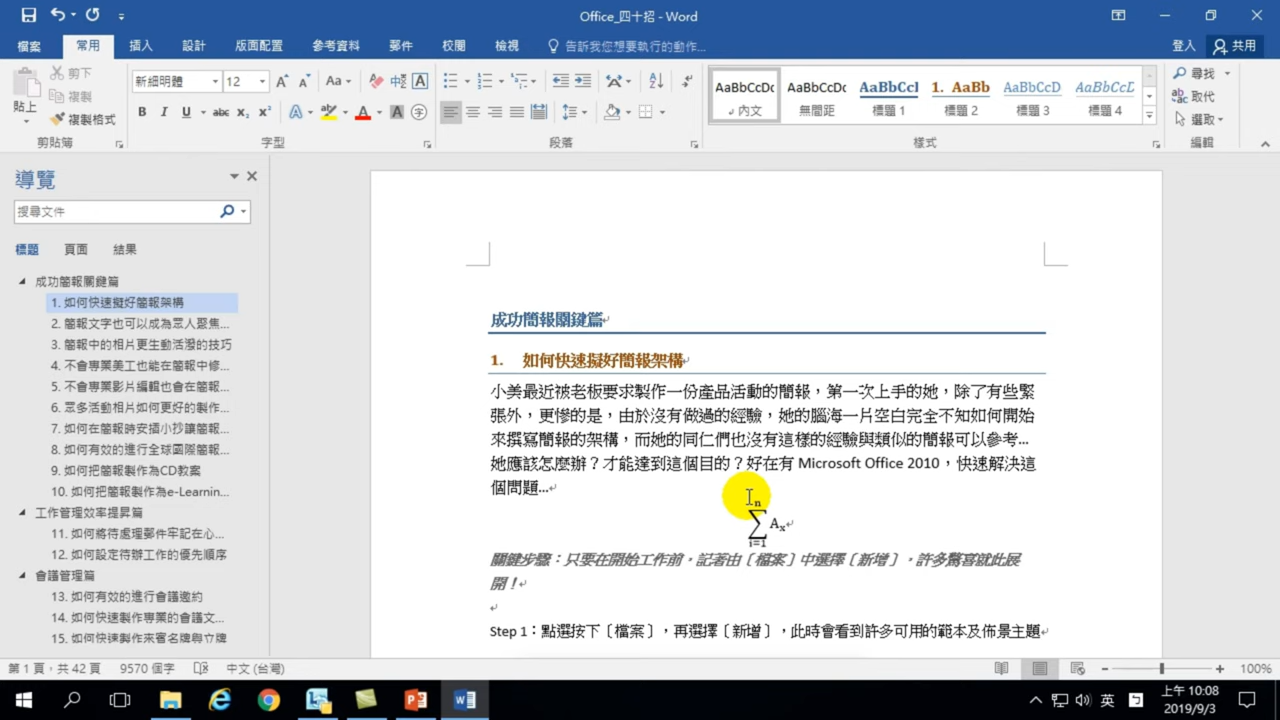 Office_四十招 - Word
檔案 常用 插入 設計 版面配置 參考資料 郵件 校閱 檢視 告訴我您想要執行的動作... 登入 共用
剪下
複製
複製格式
貼上
新細明體 12
AaBbCcDc AaBbCcDc AaBbCcI 1. AaBb AaBbCcD AaBbCcL
內文 無間距 標題 1 標題 2 標題 3 標題 4
尋找
取代
選取
剪貼簿 字型 段落 樣式 編輯
導覽
搜尋文件
標題 頁面 結果
成功簡報關鍵篇
1. 如何快速擬好簡報架構
2. 簡報文字也可以成為眾人聚焦...
3. 簡報中的相片更生動活潑的技巧
4. 不會專業美工也能在簡報中修...
5. 不會專業影片編輯也會在簡報...
6. 眾多活動相片如何更好的製作...
7. 如何在簡報時安插小抄讓簡報...
8. 如何有效的進行全球國際簡報...
9. 如何把簡報製作為CD教案
10. 如何把簡報製作為e-Learnin...
工作管理效率提昇篇
11. 如何將待處理郵件牢記在心...
12. 如何設定待辦工作的優先順序
會議管理篇
13. 如何有效的進行會議邀約
14. 如何快速製作專業的會議文...
15. 如何快速製作來賓名牌與立牌
成功簡報關鍵篇
1. 如何快速擬好簡報架構
小美最近被老板要求製作一份產品活動的簡報，第一次上手的她，除了有些緊
張外，更慘的是，由於沒有做過的經驗，她的腦海一片空白完全不知如何開始
來撰寫簡報的架構，而她的同仁們也沒有這樣的經驗與類似的簡報可以參考...
她應該怎麼辦？才能達到這個目的？好在有 Microsoft Office 2010，快速解決這
個問題...
n
∑ Ax
i=1
關鍵步驟：只要在開始工作前，記著由〔檔案〕中選擇〔新增〕，許多驚喜就此展
開！
Step 1：點選按下〔檔案〕，再選擇〔新增〕，此時會看到許多可用的範本及佈景主題
第 1 頁，共 42 頁 9570 個字 中文 (台灣) 100%
英 上午 10:08
2019/9/3